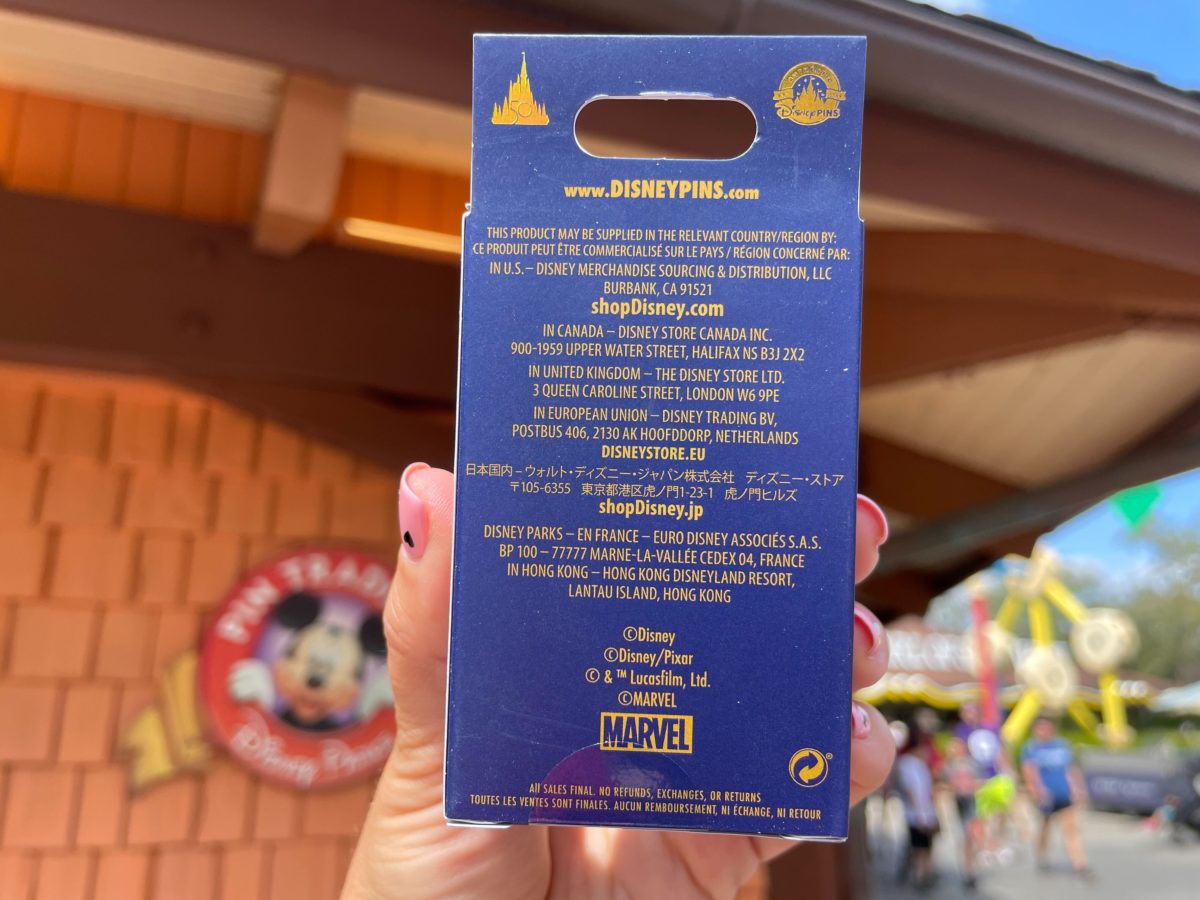 50
Disney PINS
www.DISNEYPINS.com
THIS PRODUCT MAY BE SUPPLIED IN THE RELEVANT COUNTRY/REGION BY:
CE PRODUIT PEUT ÊTRE COMMERCIALISÉ SUR LE PAYS / RÉGION CONCERNÉ PAR:
IN U.S. – DISNEY MERCHANDISE SOURCING & DISTRIBUTION, LLC
BURBANK, CA 91521
shopDisney.com
IN CANADA – DISNEY STORE CANADA INC.
900-1959 UPPER WATER STREET, HALIFAX NS B3J 2X2
IN UNITED KINGDOM – THE DISNEY STORE LTD.
3 QUEEN CAROLINE STREET, LONDON W6 9PE
IN EUROPEAN UNION – DISNEY TRADING BV,
POSTBUS 406, 2130 AK HOOFDDORP, NETHERLANDS
DISNEYSTORE.EU
日本国内 – ウォルト・ディズニー・ジャパン株式会社 ディズニー・ストア
〒105-6355 東京都港区虎ノ門1-23-1 虎ノ門ヒルズ
shopDisney.jp
DISNEY PARKS – EN FRANCE – EURO DISNEY ASSOCIÉS S.A.S.
BP 100 – 77777 MARNE-LA-VALLÉE CEDEX 04, FRANCE
IN HONG KONG – HONG KONG DISNEYLAND RESORT,
LANTAU ISLAND, HONG KONG
©Disney
©Disney/Pixar
© & ™ Lucasfilm, Ltd.
©MARVEL
MARVEL
ALL SALES FINAL. NO REFUNDS, EXCHANGES, OR RETURNS
TOUTES LES VENTES SONT FINALES. AUCUN REMBOURSEMENT, NI ÉCHANGE, NI RETOUR
PIN TRAD
Disney